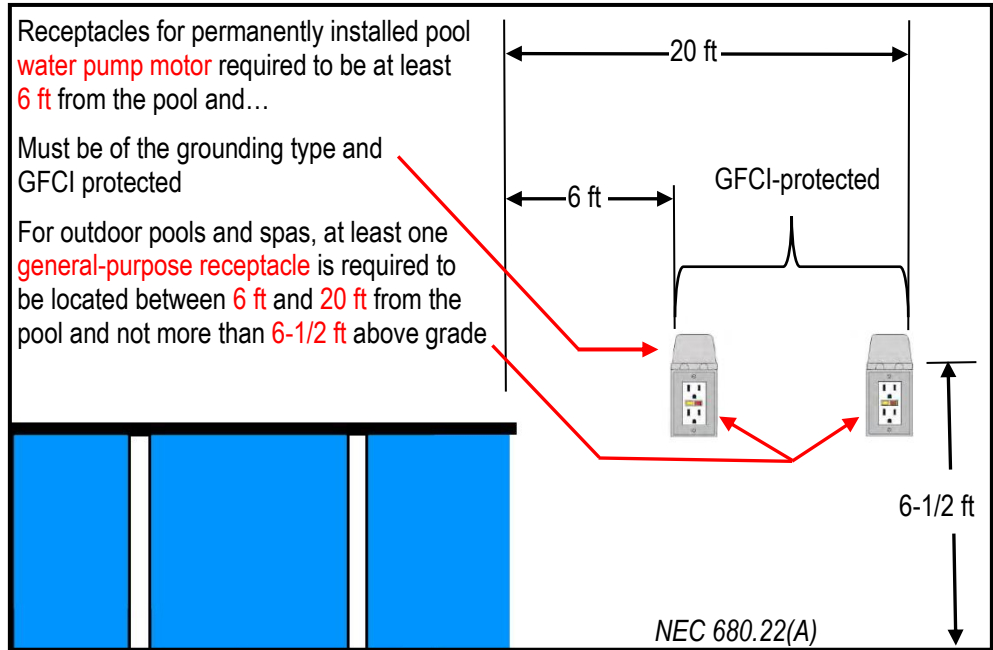 Receptacles for permanently installed pool
water pump motor required to be at least
6 ft from the pool and…
Must be of the grounding type and
GFCI protected
For outdoor pools and spas, at least one
general-purpose receptacle is required to
be located between 6 ft and 20 ft from the
pool and not more than 6-1/2 ft above grade
20 ft
6 ft
GFCI-protected
6-1/2 ft
NEC 680.22(A)